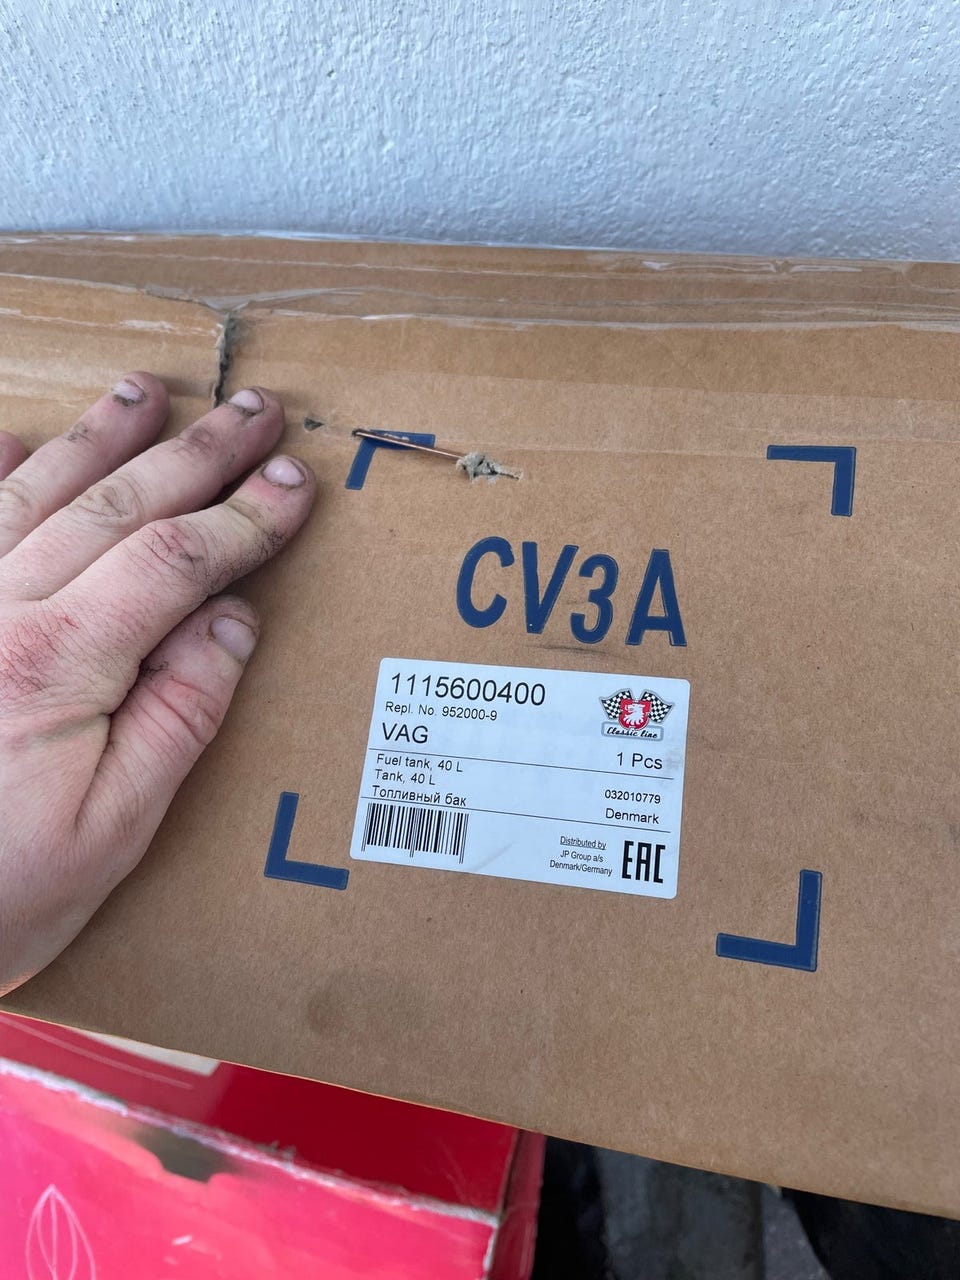 CV3A
1115600400
Repl. No. 952000-9
Classic line
VAG
1 Pcs
Fuel tank, 40 L
Tank, 40 L
Топливный бак
032010779
Denmark
Distributed by
JP Group a/s
Denmark/Germany
EAC